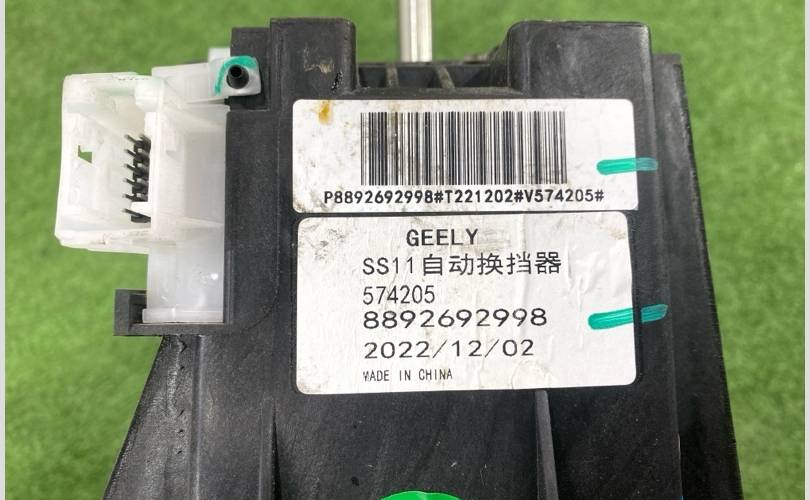 P8892692998#T221202#V574205#
GEELY
SS11自动换挡器
574205
8892692998
2022/12/02
MADE IN CHINA